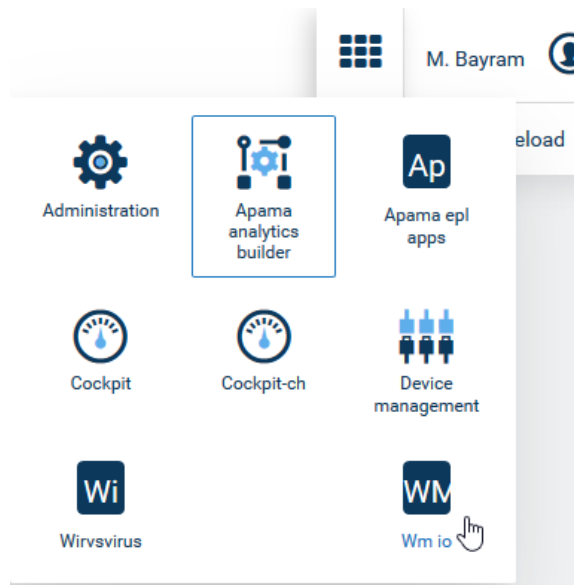 M. Bayram
eload
Ap
Administration
Apama
analytics
builder
Apama epl
apps
Cockpit
Cockpit-ch
Device
management
Wi
WM
Wirvsvirus
Wm io